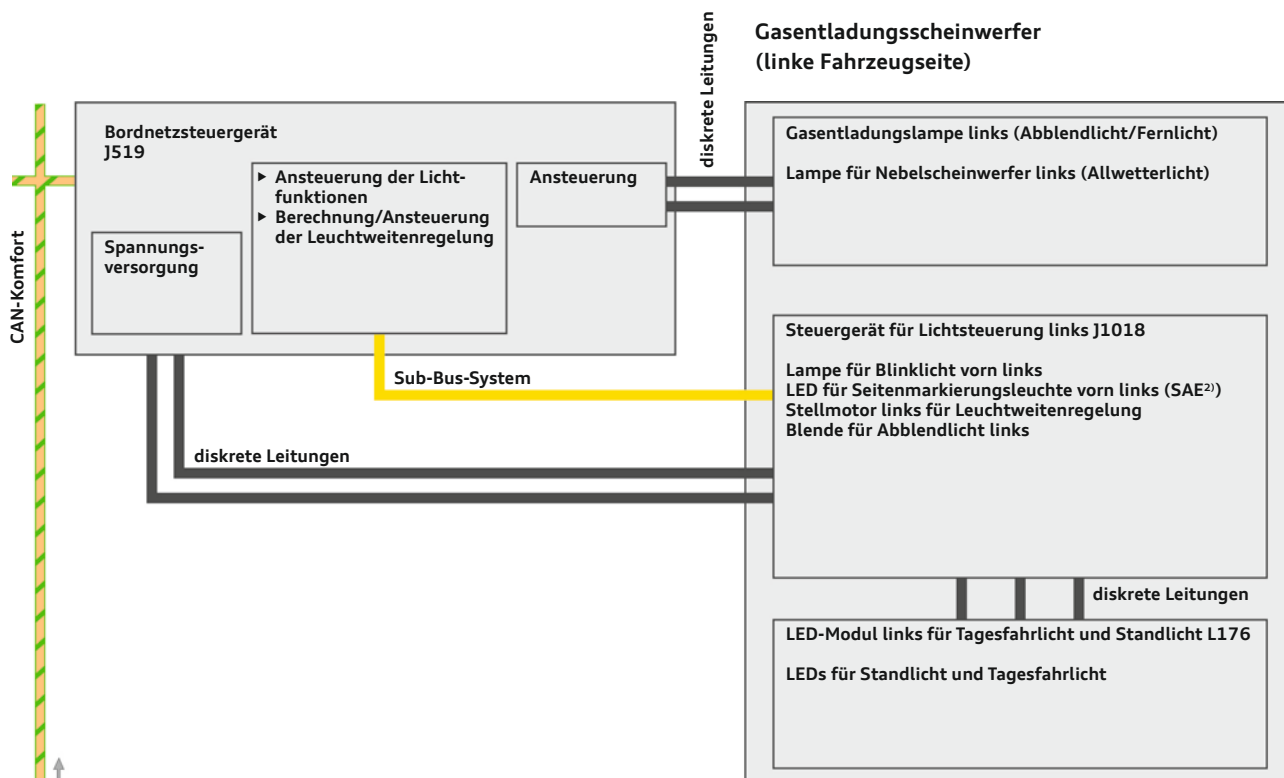 Gasentladungsscheinwerfer
(linke Fahrzeugseite)
diskrete Leitungen
CAN-Komfort
Bordnetzsteuergerät
J519
Spannungs-
versorgung
▶ Ansteuerung der Licht-
funktionen
▶ Berechnung/Ansteuerung
der Leuchtweitenregelung
Ansteuerung
Gasentladungslampe links (Abblendlicht/Fernlicht)
Lampe für Nebelscheinwerfer links (Allwetterlicht)
Sub-Bus-System
diskrete Leitungen
Steuergerät für Lichtsteuerung links J1018
Lampe für Blinklicht vorn links
LED für Seitenmarkierungsleuchte vorn links (SAE²⁾)
Stellmotor links für Leuchtweitenregelung
Blende für Abblendlicht links
diskrete Leitungen
LED-Modul links für Tagesfahrlicht und Standlicht L176
LEDs für Standlicht und Tagesfahrlicht